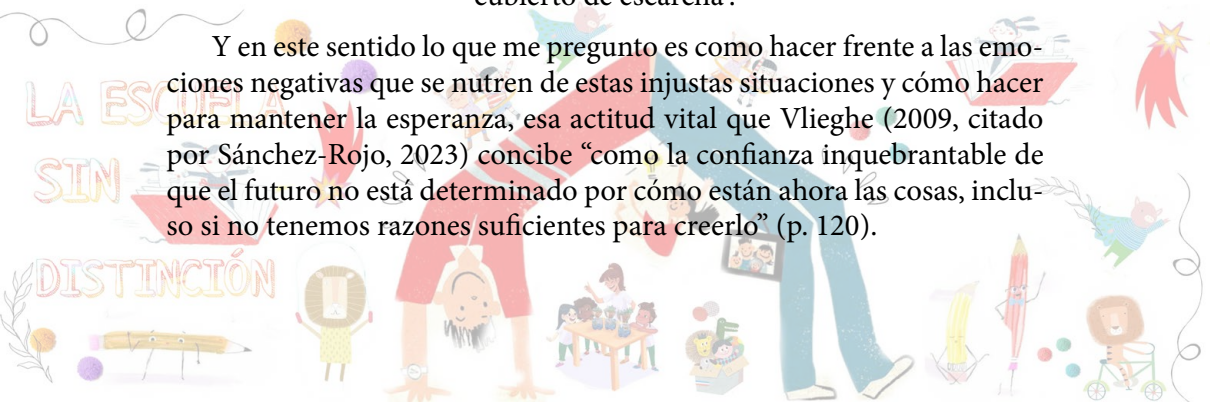 cubierto de escarcha?
Y en este sentido lo que me pregunto es como hacer frente a las emo-
ciones negativas que se nutren de estas injustas situaciones y cómo hacer
para mantener la esperanza, esa actitud vital que Vlieghe (2009, citado
por Sánchez-Rojo, 2023) concibe “como la confianza inquebrantable de
que el futuro no está determinado por cómo están ahora las cosas, inclu-
so si no tenemos razones suficientes para creerlo” (p. 120).
LA ESCUELA
SIN
DISTINCIÓN